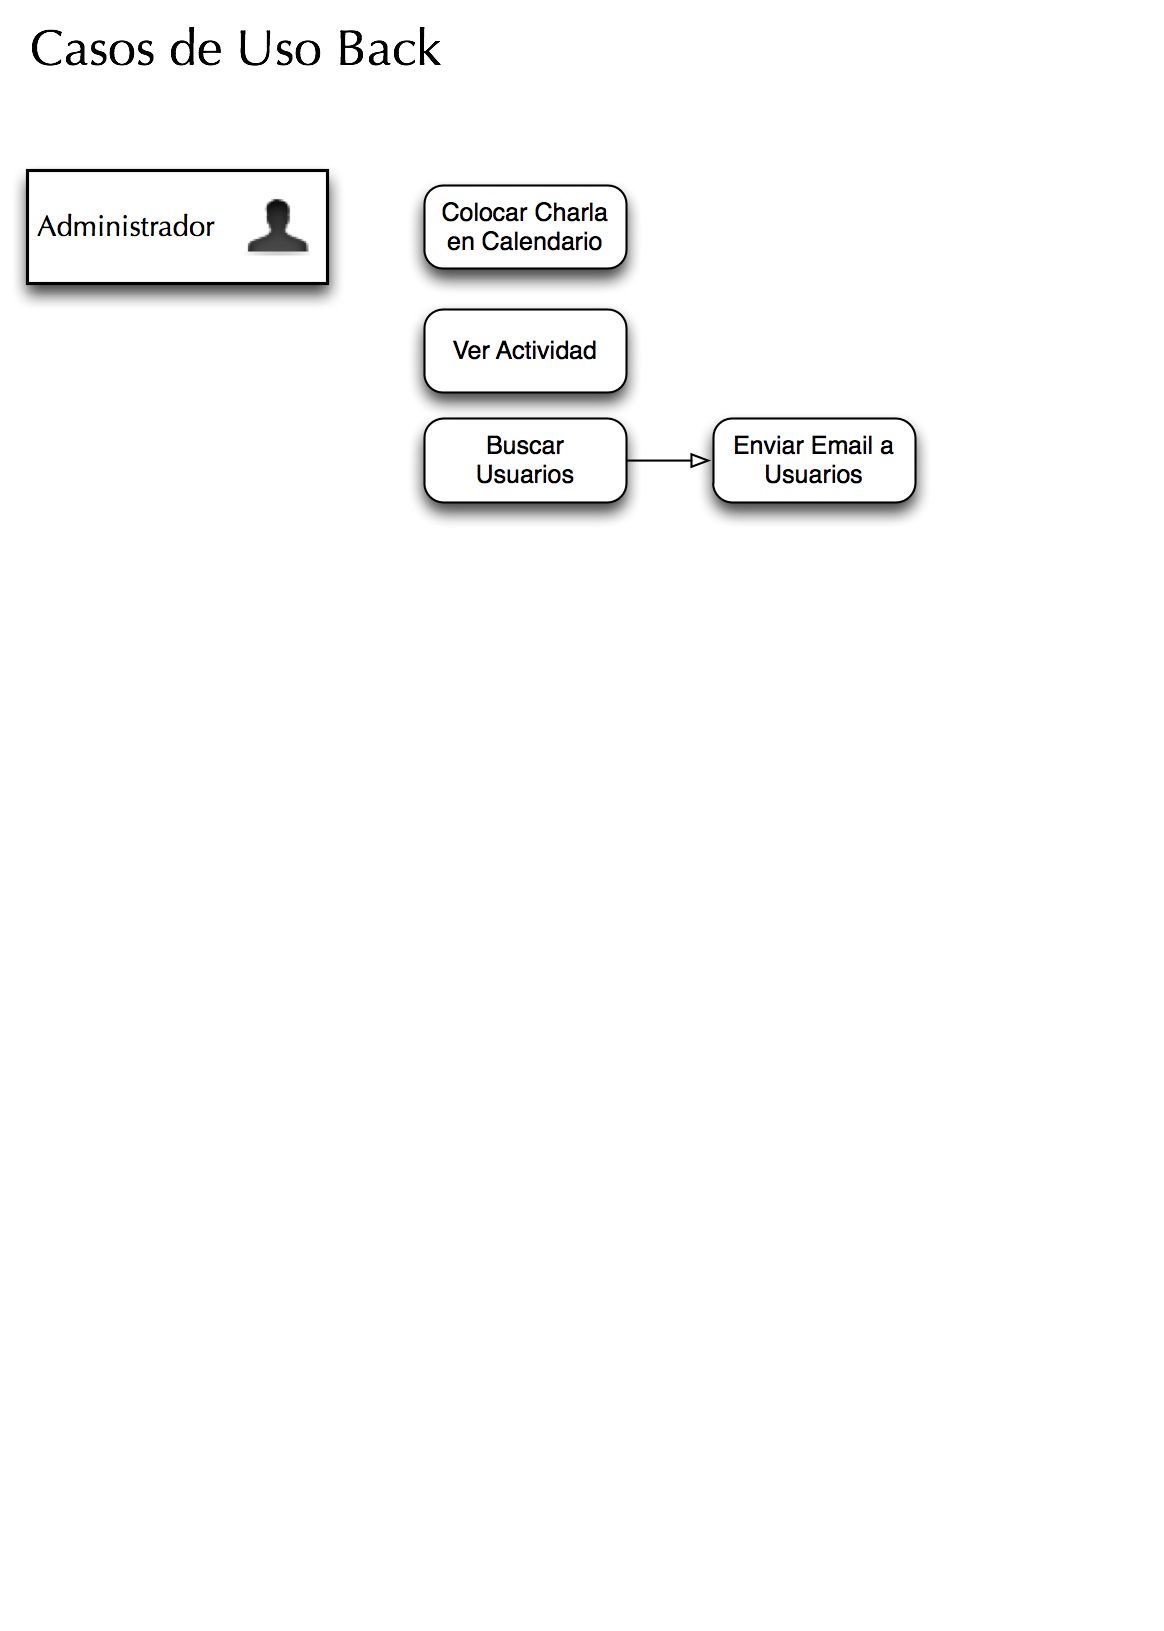 Casos de Uso Back
Administrador
Colocar Charla
en Calendario
Ver Actividad
Buscar
Usuarios
Enviar Email a
Usuarios